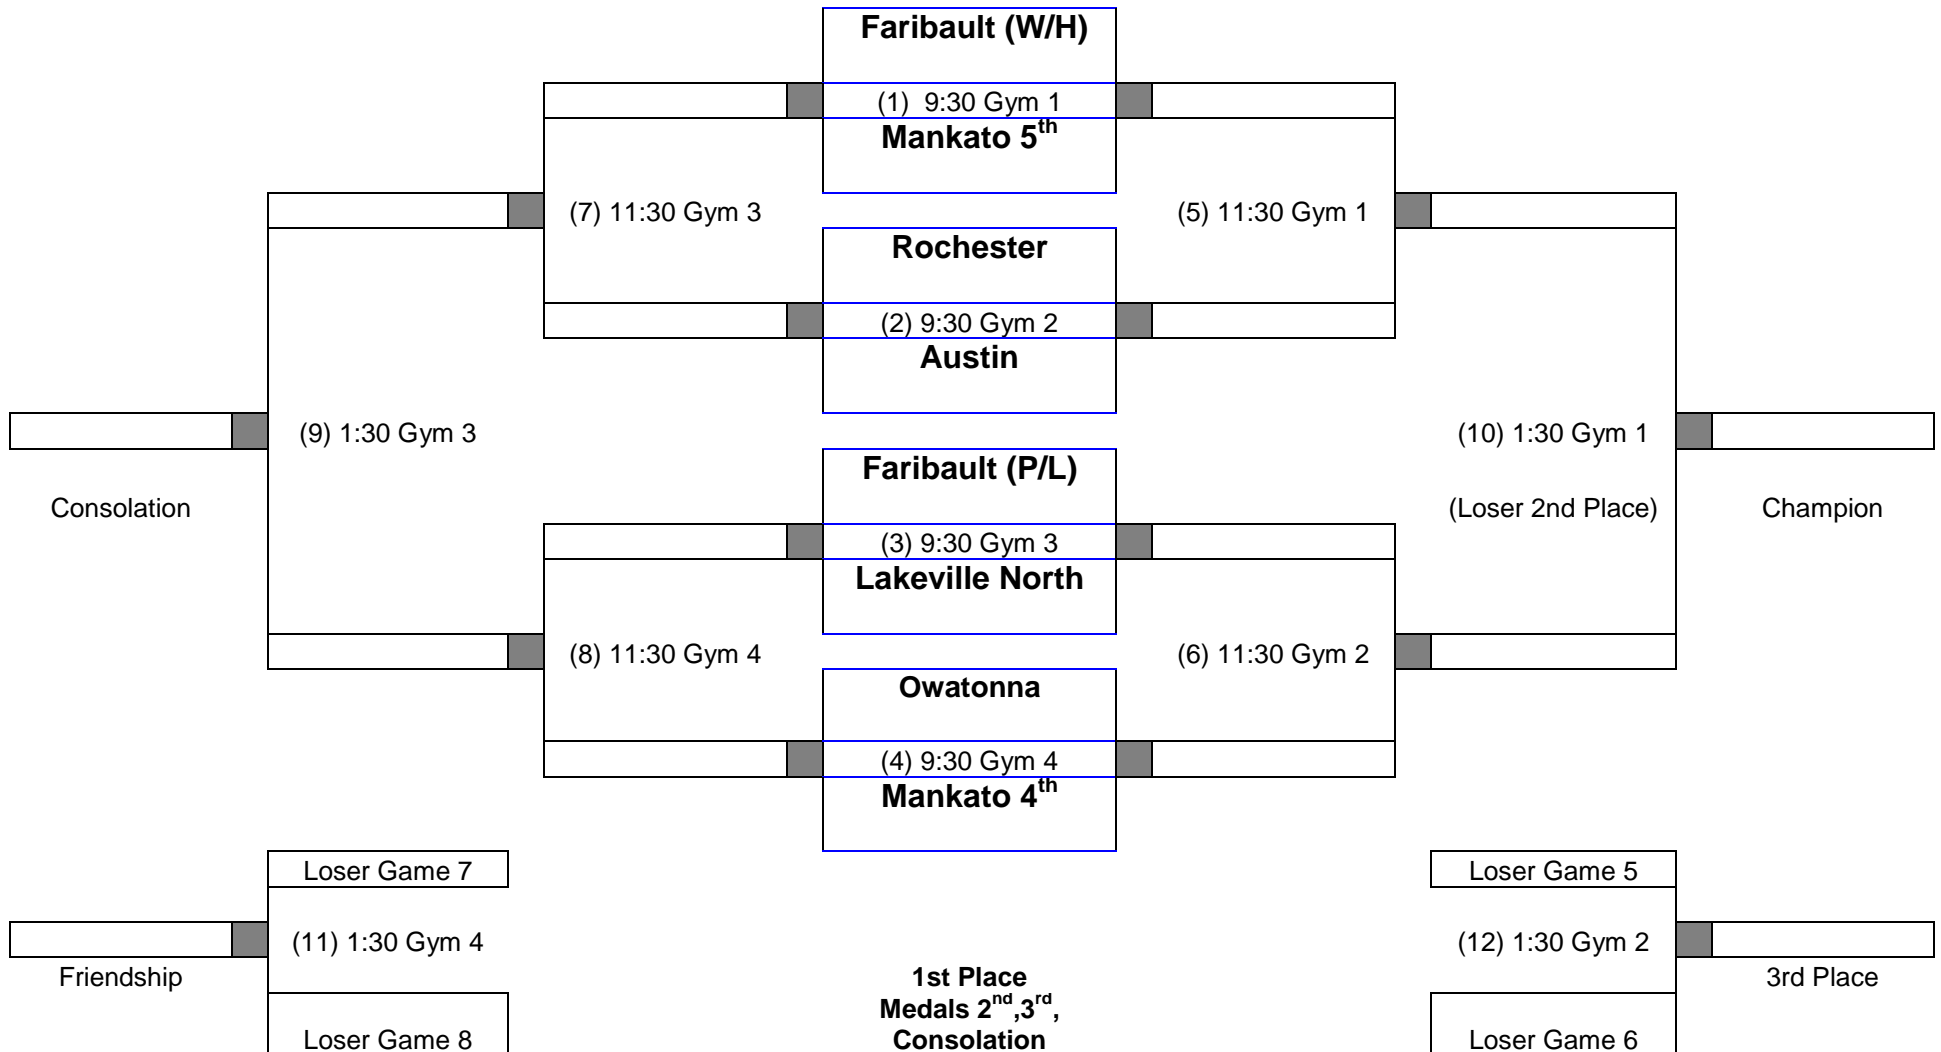 Faribault (W/H)
(1) 9:30 Gym 1
Mankato 5th
(7) 11:30 Gym 3
(5) 11:30 Gym 1
Rochester
(2) 9:30 Gym 2
Austin
(9) 1:30 Gym 3
(10) 1:30 Gym 1
Faribault (P/L)
Consolation
(Loser 2nd Place)
Champion
(3) 9:30 Gym 3
Lakeville North
(8) 11:30 Gym 4
(6) 11:30 Gym 2
Owatonna
(4) 9:30 Gym 4
Mankato 4th
Loser Game 7
Loser Game 5
(11) 1:30 Gym 4
(12) 1:30 Gym 2
Friendship
1st Place
3rd Place
Medals 2nd,3rd,
Consolation
Loser Game 8
Loser Game 6